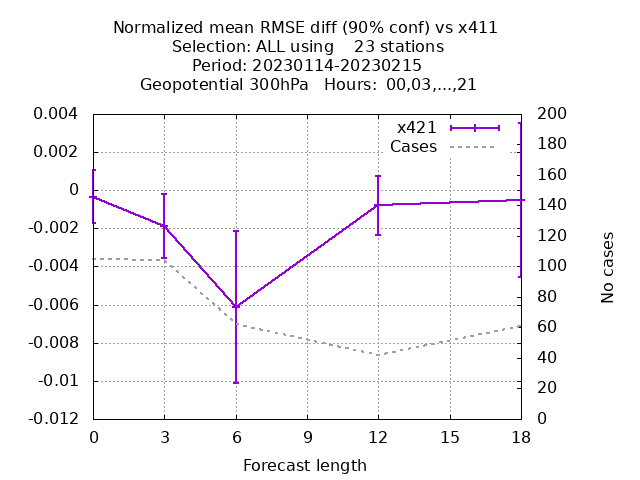 Normalized mean RMSE diff (90% conf) vs x411
Selection: ALL using    23 stations
Period: 20230114-20230215
Geopotential 300hPa   Hours: 00,03,...,21
x421
Cases
0.004
0.002
0
-0.002
-0.004
-0.006
-0.008
-0.01
-0.012
200
180
160
140
120
100
80
60
40
20
0
No cases
0 3 6 9 12 15 18
Forecast length